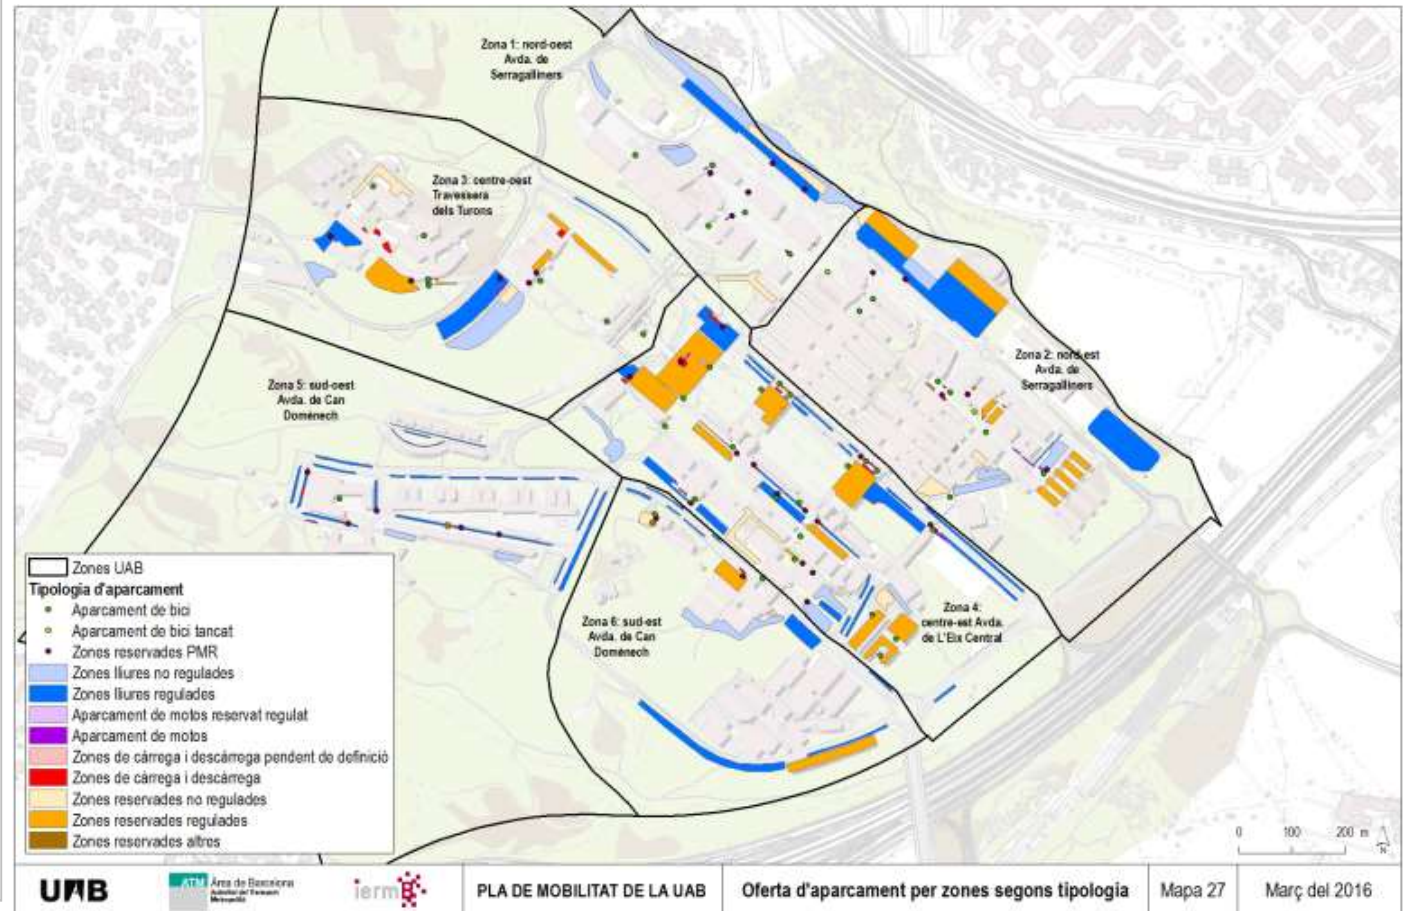 Zona 1: nord-oest
Avda. de
Serragalliners
Zona 3: centre-oest
Travessera
dels Turons
Zona 2: nord-est
Avda. de
Serragalliners
Zona 5: sud-oest
Avda. de Can
Domènech
Zona 6: sud-est
Avda. de Can
Domènech
Zona 4:
centre-est Avda.
de L'Eix Central
Zones UAB
Tipologia d'aparcament
Aparcament de bici
Aparcament de bici tancat
Zones reservades PMR
Zones lliures no regulades
Zones lliures regulades
Aparcament de motos reservat regulat
Aparcament de motos
Zones de càrrega i descàrrega pendent de definició
Zones de càrrega i descàrrega
Zones reservades no regulades
Zones reservades regulades
Zones reservades altres
0 100 200 m
N
UAB
ATM Àrea de Barcelona
Autoritat del Transport
Metropolità
ierm
PLA DE MOBILITAT DE LA UAB
Oferta d'aparcament per zones segons tipologia
Mapa 27
Març del 2016